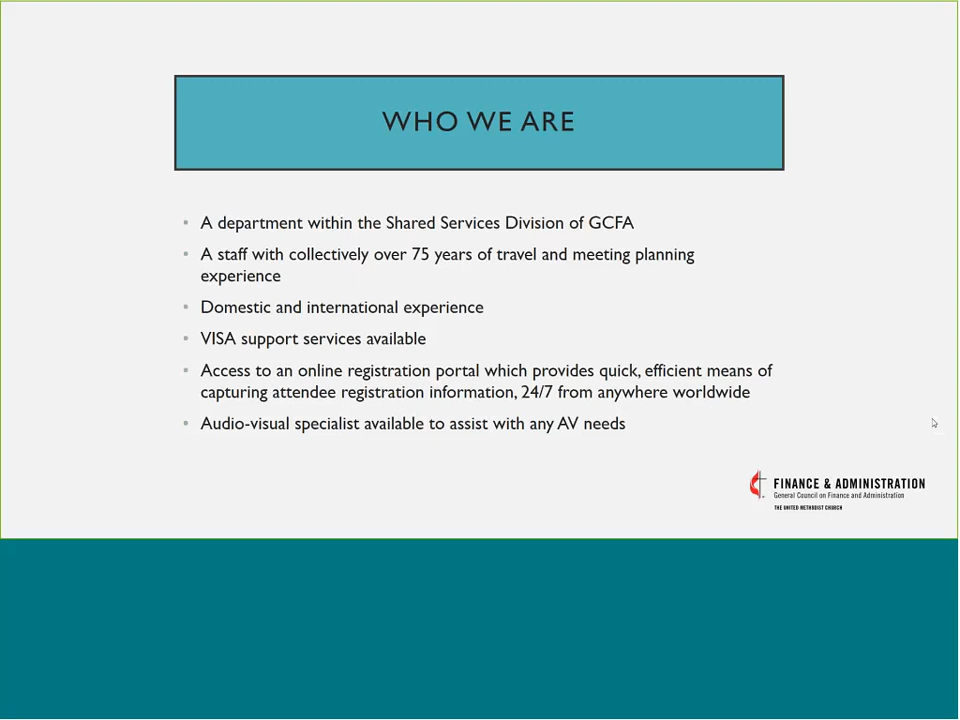 WHO WE ARE
▪ A department within the Shared Services Division of GCFA
▪ A staff with collectively over 75 years of travel and meeting planning
experience
▪ Domestic and international experience
▪ VISA support services available
▪ Access to an online registration portal which provides quick, efficient means of
capturing attendee registration information, 24/7 from anywhere worldwide
▪ Audio-visual specialist available to assist with any AV needs
FINANCE & ADMINISTRATION
General Council on Finance and Administration
THE UNITED METHODIST CHURCH